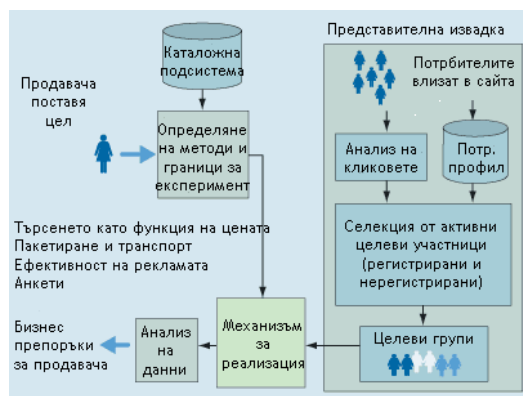 Представителна извадка
Каталожна
подсистема
Продавача
поставя
цел
Потрбителите
влизат в сайта
Определяне
на методи и
граници за
експеримент
Анализ на
кликовете
Потр.
профил
Търсенето като функция на цената
Пакетиране и транспорт
Ефективност на рекламата
Анкети
Селекция от активни
целеви участници
(регистрирани и
нерегистрирани)
Бизнес
препоръки
за продавача
Анализ
на
данни
Механизъм
за
реализация
Целеви групи